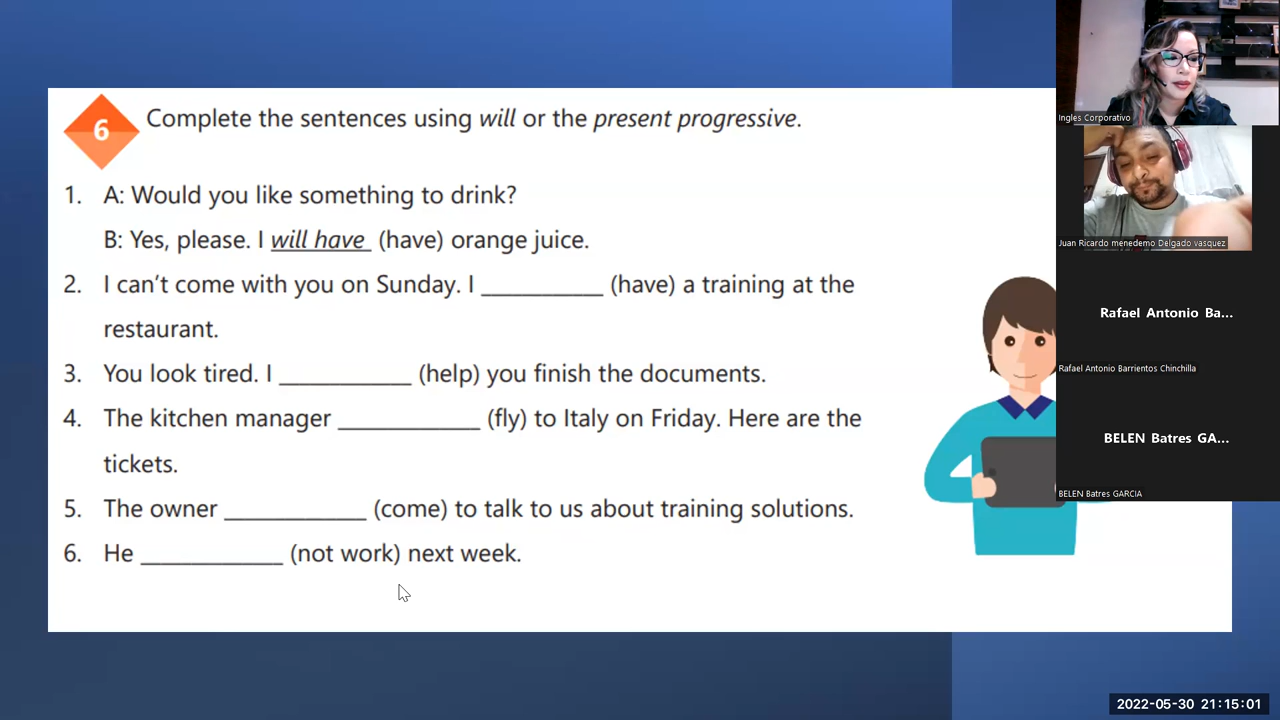 6 Complete the sentences using will or the present progressive.
1. A: Would you like something to drink?
B: Yes, please. I will have (have) orange juice.
2. I can't come with you on Sunday. I __________ (have) a training at the
restaurant.
3. You look tired. I ___________ (help) you finish the documents.
4. The kitchen manager ____________ (fly) to Italy on Friday. Here are the
tickets.
5. The owner ____________ (come) to talk to us about training solutions.
6. He ____________ (not work) next week.
Ingles Corporativo
Juan Ricardo menedemo Delgado vasquez
Rafael Antonio Ba...
Rafael Antonio Barrientos Chinchilla
BELEN Batres GA...
BELEN Batres GARCIA
2022-05-30 21:15:01